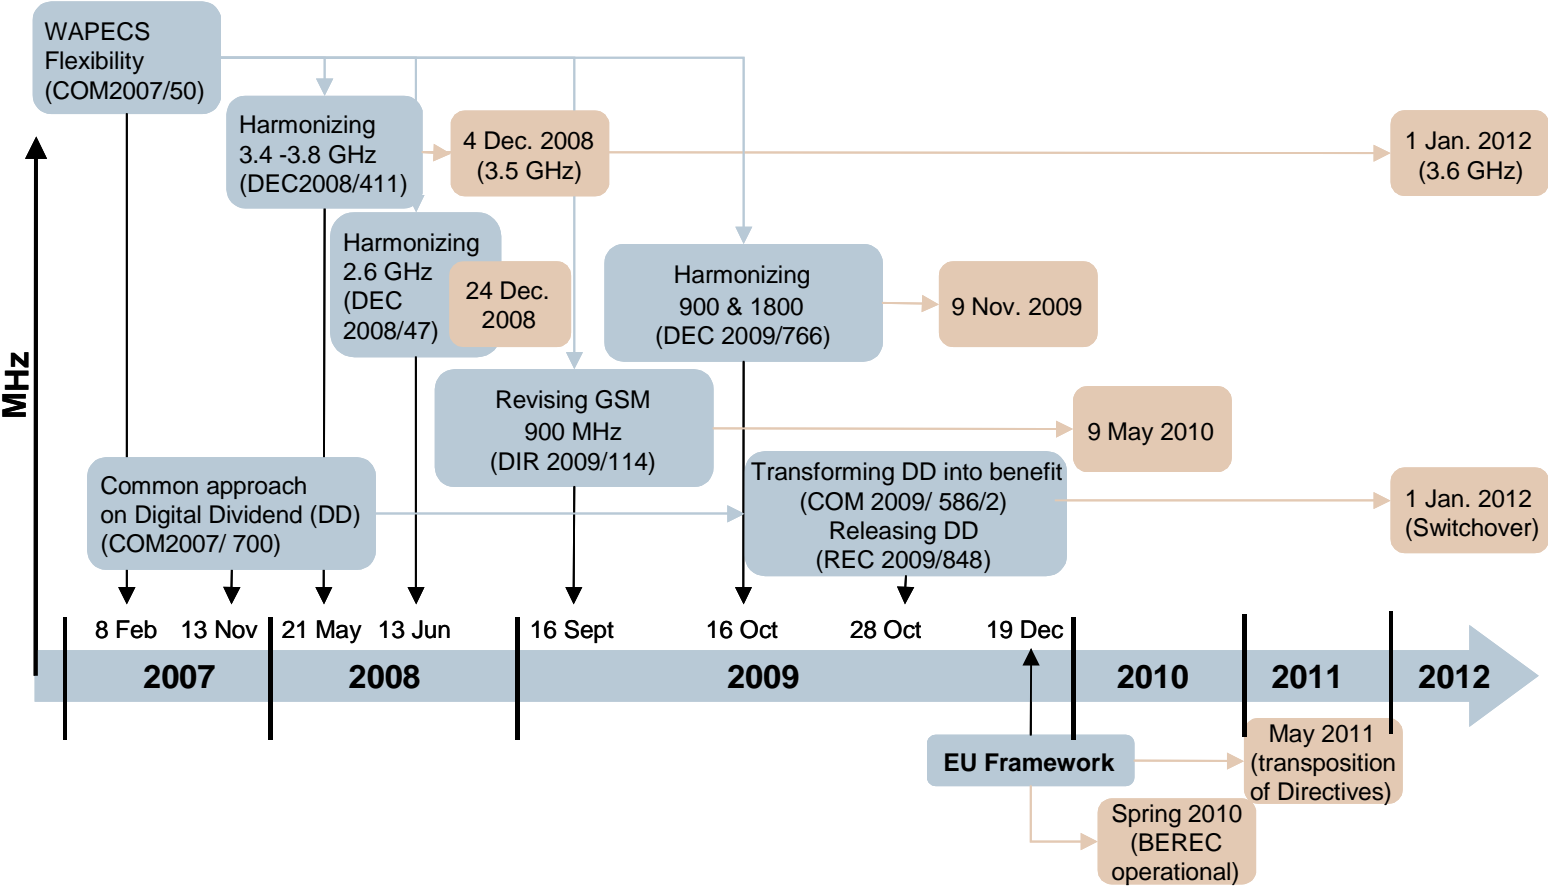 WAPECS
Flexibility
(COM2007/50)
Harmonizing
3.4 -3.8 GHz
(DEC2008/411)
4 Dec. 2008
(3.5 GHz)
1 Jan. 2012
(3.6 GHz)
Harmonizing
2.6 GHz
(DEC
2008/47)
24 Dec.
2008
Harmonizing
900 & 1800
(DEC 2009/766)
9 Nov. 2009
MHz
Revising GSM
900 MHz
(DIR 2009/114)
9 May 2010
Common approach
on Digital Dividend (DD)
(COM2007/ 700)
Transforming DD into benefit
(COM 2009/ 586/2)
Releasing DD
(REC 2009/848)
1 Jan. 2012
(Switchover)
8 Feb
13 Nov
21 May
13 Jun
16 Sept
16 Oct
28 Oct
19 Dec
2007
2008
2009
2010
2011
2012
EU Framework
May 2011
(transposition
of Directives)
Spring 2010
(BEREC
operational)